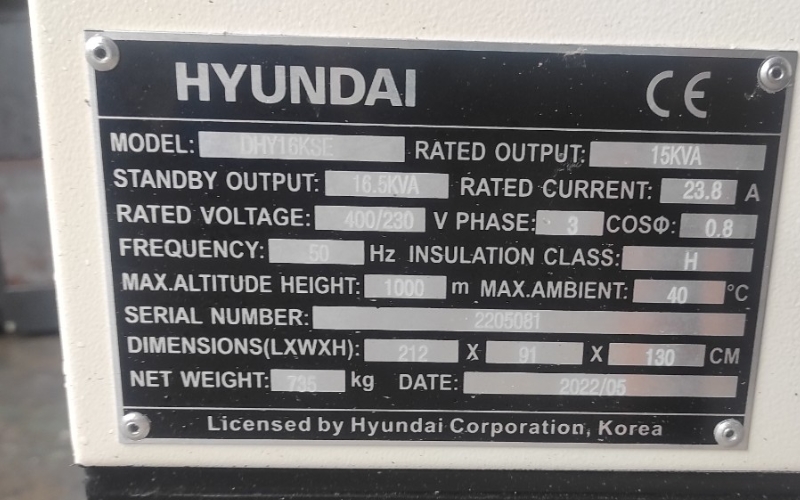 HYUNDAI CE
MODEL: DHY16KSE RATED OUTPUT: 15KVA
STANDBY OUTPUT: 16.5KVA RATED CURRENT: 23.8 A
RATED VOLTAGE: 400/230 V PHASE: 3 COSΦ: 0.8
FREQUENCY: 50 Hz INSULATION CLASS: H
MAX.ALTITUDE HEIGHT: 1000 m MAX.AMBIENT: 40 °C
SERIAL NUMBER: 2205081
DIMENSIONS(LXWXH): 212 X 91 X 130 CM
NET WEIGHT: 795 kg DATE: 2022/05
Licensed by Hyundai Corporation, Korea